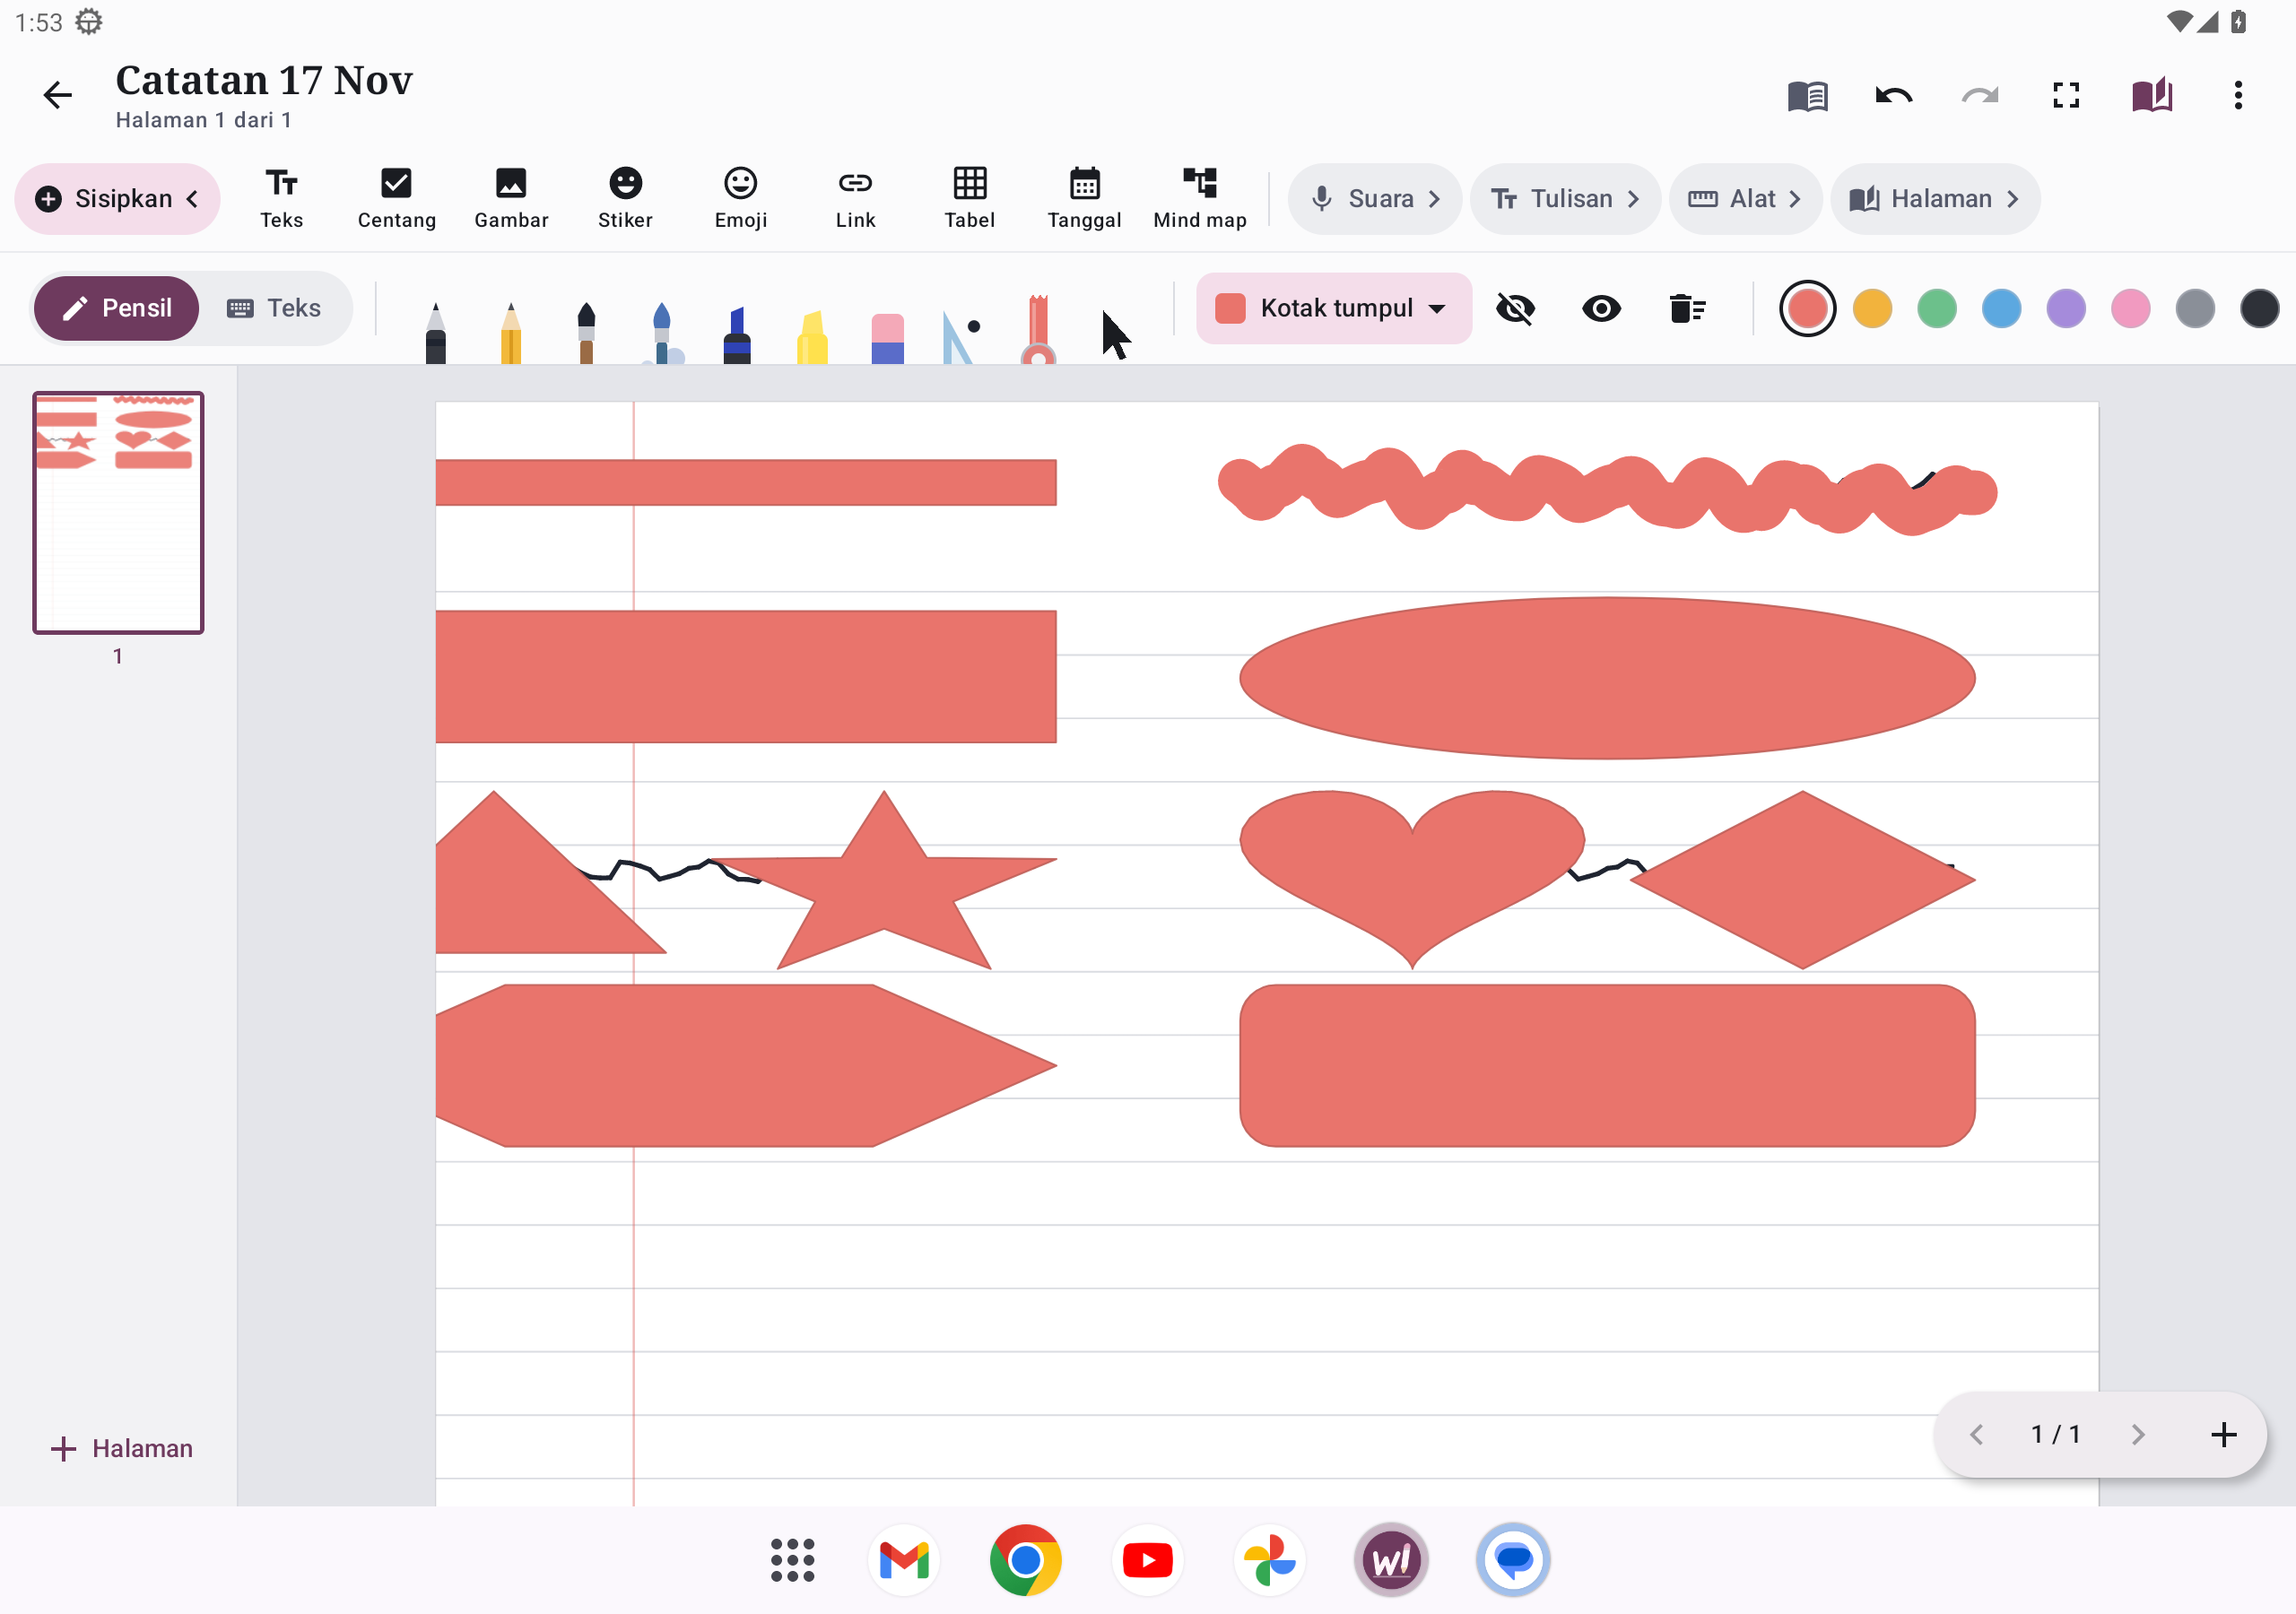 1:53
Catatan 17 Nov
Halaman 1 dari 1
Sisipkan
Teks
Centang
Gambar
Stiker
Emoji
Link
Tabel
Tanggal
Mind map
Suara
Tulisan
Alat
Halaman
Pensil
Teks
Kotak tumpul
1
Halaman
1 / 1